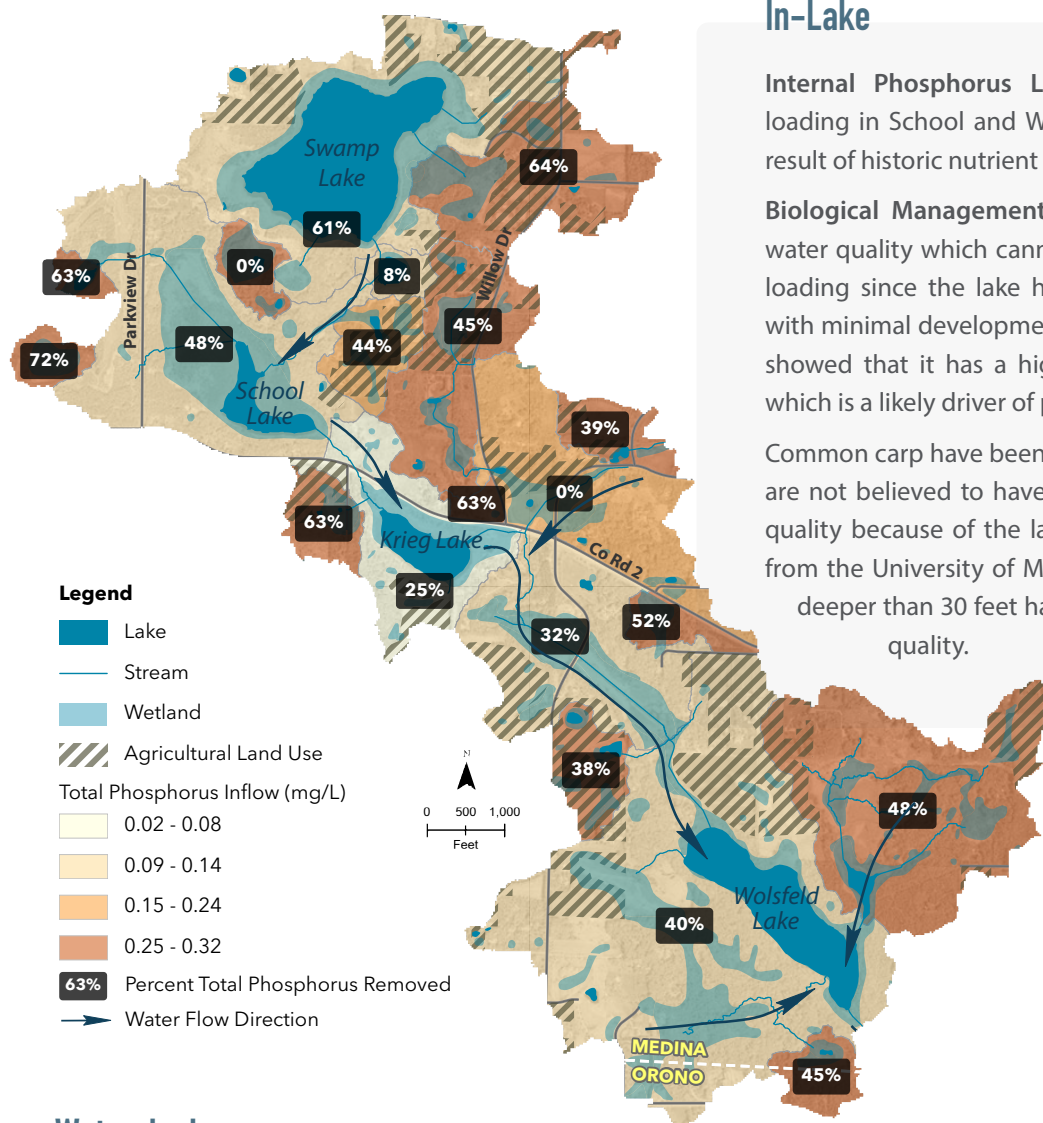 In-Lake
Internal Phosphorus L
loading in School and W
result of historic nutrient
Biological Management
water quality which cann
loading since the lake h
with minimal developme
showed that it has a hig
which is a likely driver of p
Common carp have been
are not believed to have
quality because of the la
from the University of M
deeper than 30 feet ha
quality.
Swamp
Lake
64%
61%
0%
8%
63%
Parkview Dr
Willow Dr
45%
48%
44%
72%
School
Lake
39%
63%
0%
63%
Krieg Lake
Co Rd 2
25%
52%
32%
38%
48%
Wolsfeld
Lake
40%
MEDINA
ORONO
45%
Legend
Lake
Stream
Wetland
Agricultural Land Use
Total Phosphorus Inflow (mg/L)
0.02 - 0.08
0.09 - 0.14
0.15 - 0.24
0.25 - 0.32
63% Percent Total Phosphorus Removed
Water Flow Direction
N
0 500 1,000
Feet